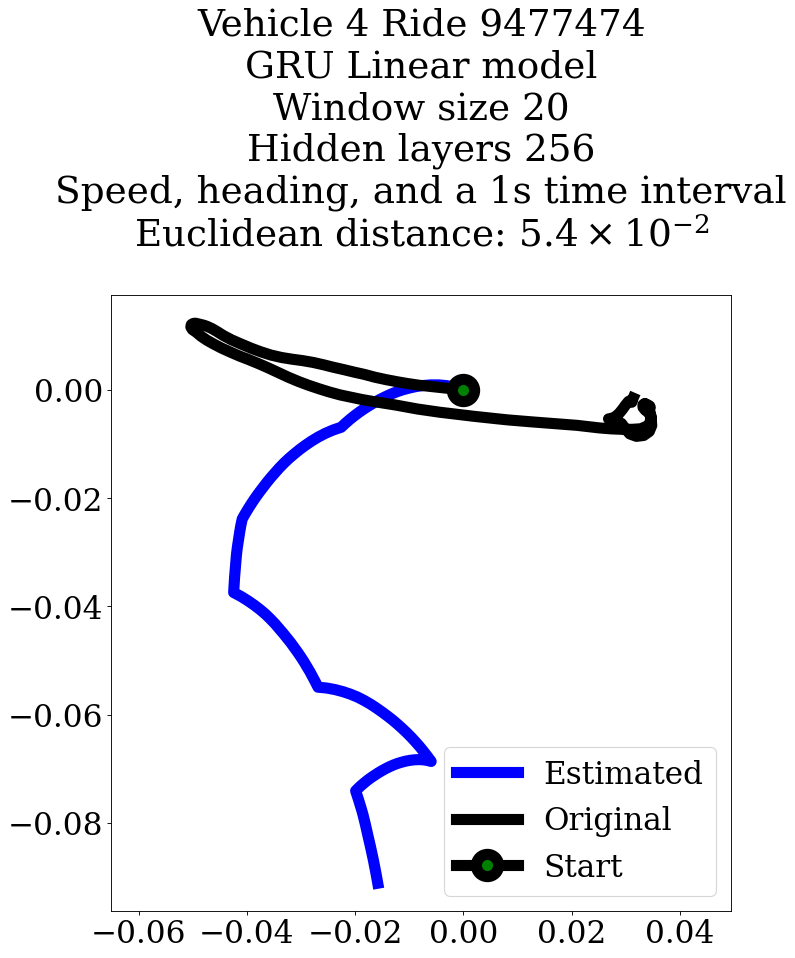 Vehicle 4 Ride 9477474
GRU Linear model
Window size 20
Hidden layers 256
Speed, heading, and a 1s time interval
Euclidean distance: 5.4 × 10⁻²
0.00
−0.02
−0.04
−0.06
−0.08
Estimated
Original
Start
−0.06 −0.04 −0.02 0.00 0.02 0.04